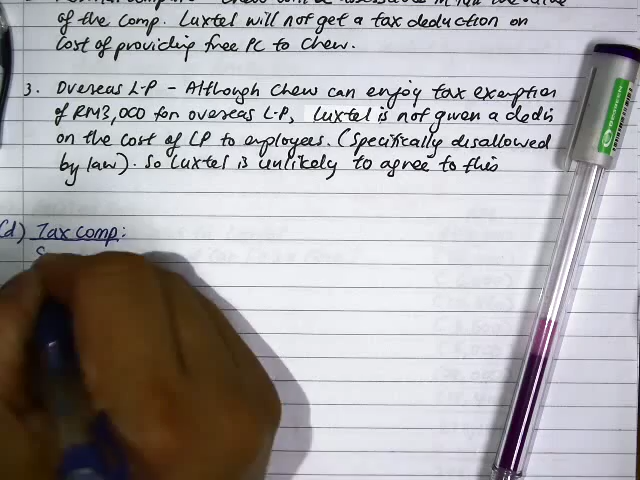 of the comp. Luxtel will not get a tax deduction on
cost of providing free PC to Chew.
3. Overseas L-P - Although Chew can enjoy tax exemption
of RM3,000 for overseas L-P, Luxtel is not given a dedn
on the cost of LP to employees. (Specifically disallowed
by law). So Luxtel is unlikely to agree to this
(d) Tax comp: